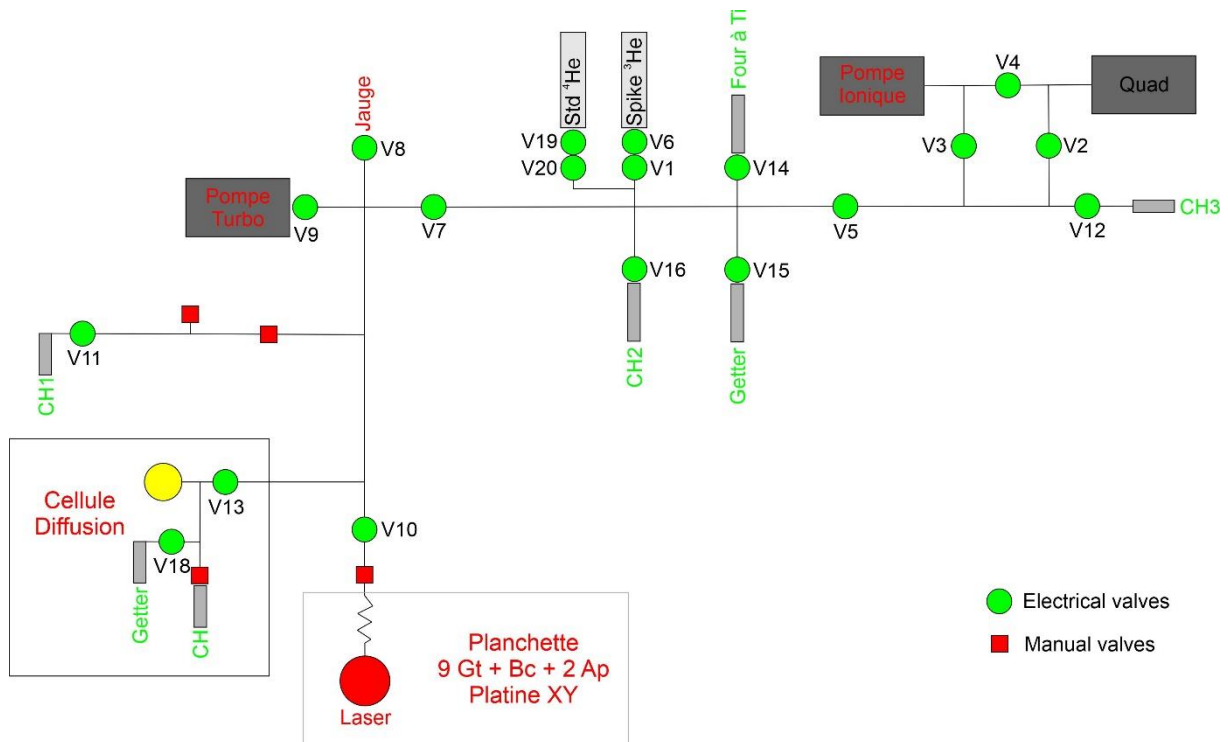 Std ⁴He
Spike ³He
Four à Ti
V4
Pompe
Ionique
Quad
Jauge
V8
V19
V6
V20
V1
V14
V3
V2
Pompe
Turbo
V9
V7
V5
V12
CH3
V16
V15
V11
CH1
CH2
Getter
Cellule
Diffusion
V13
V10
V18
Getter
CH
Planchette
9 Gt + Bc + 2 Ap
Platine XY
Laser
Electrical valves
Manual valves